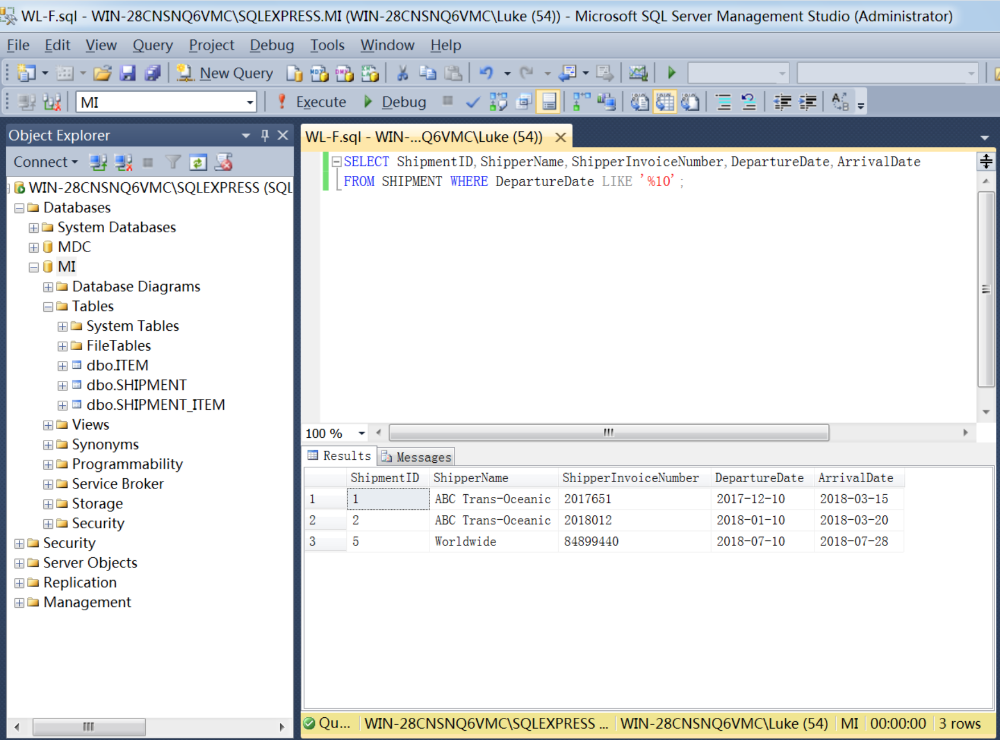 WL-F.sql - WIN-28CNSNQ6VMC\SQLEXPRESS.MI (WIN-28CNSNQ6VMC\Luke (54)) - Microsoft SQL Server Management Studio (Administrator)
File Edit View Query Project Debug Tools Window Help
New Query
MI Execute Debug
Object Explorer
Connect
WIN-28CNSNQ6VMC\SQLEXPRESS (SQL
Databases
System Databases
MDC
MI
Database Diagrams
Tables
System Tables
FileTables
dbo.ITEM
dbo.SHIPMENT
dbo.SHIPMENT_ITEM
Views
Synonyms
Programmability
Service Broker
Storage
Security
Security
Server Objects
Replication
Management
WL-F.sql - WIN-...Q6VMC\Luke (54))
SELECT ShipmentID,ShipperName,ShipperInvoiceNumber,DepartureDate,ArrivalDate
FROM SHIPMENT WHERE DepartureDate LIKE '%10';
100 %
Results Messages
ShipmentID ShipperName ShipperInvoiceNumber DepartureDate ArrivalDate
1 1 ABC Trans-Oceanic 2017651 2017-12-10 2018-03-15
2 2 ABC Trans-Oceanic 2018012 2018-01-10 2018-03-20
3 5 Worldwide 84899440 2018-07-10 2018-07-28
Qu... WIN-28CNSNQ6VMC\SQLEXPRESS ... WIN-28CNSNQ6VMC\Luke (54) MI 00:00:00 3 rows